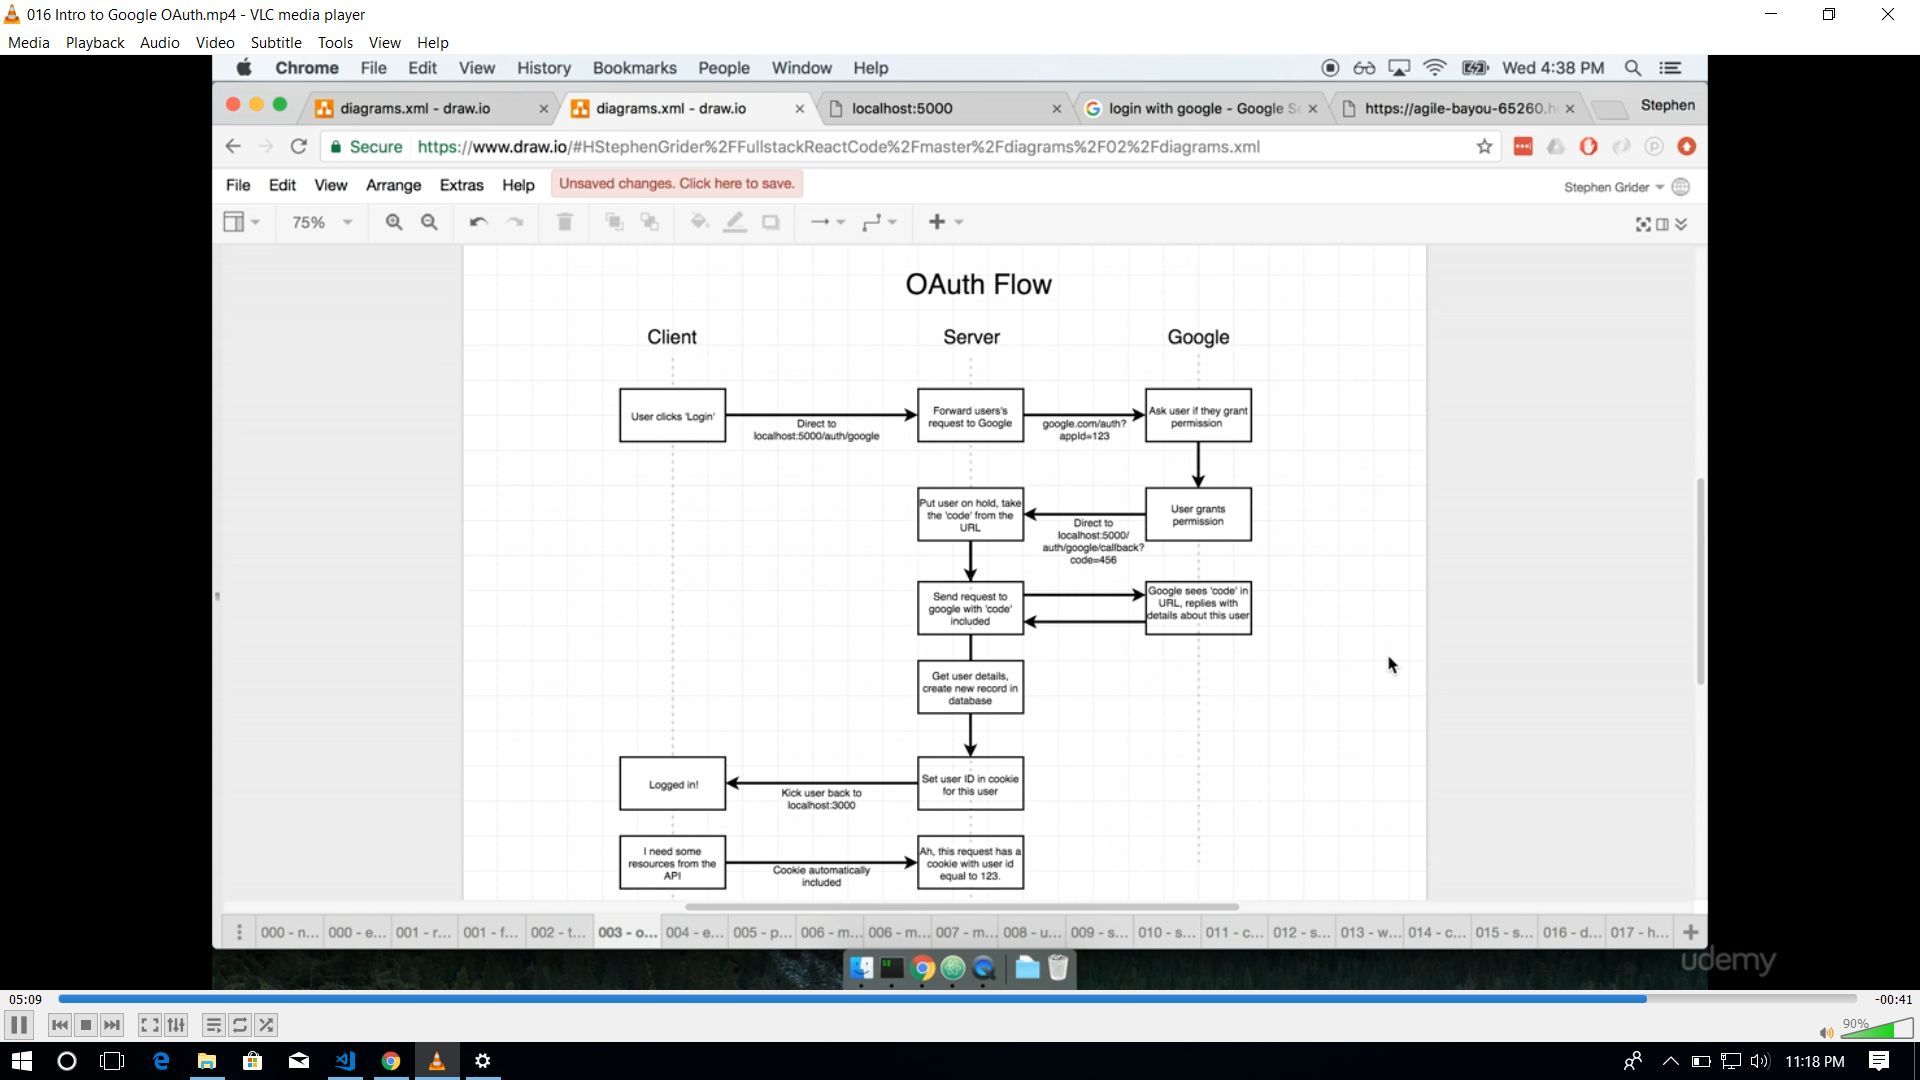 016 Intro to Google OAuth.mp4 - VLC media player
Media Playback Audio Video Subtitle Tools View Help
Chrome File Edit View History Bookmarks People Window Help
Wed 4:38 PM
diagrams.xml - draw.io
diagrams.xml - draw.io
localhost:5000
login with google - Google Se
https://agile-bayou-65260.h
Stephen
Secure https://www.draw.io/#HStephenGrider%2FFullstackReactCode%2Fmaster%2Fdiagrams%2F02%2Fdiagrams.xml
File Edit View Arrange Extras Help Unsaved changes. Click here to save.
Stephen Grider
75%
OAuth Flow
Client Server Google
User clicks 'Login'
Direct to
localhost:5000/auth/google
Forward users's
request to Google
google.com/auth?
appId=123
Ask user if they grant
permission
Put user on hold, take
the 'code' from the
URL
Direct to
localhost:5000/
auth/google/callback?
code=456
User grants
permission
Send request to
google with 'code'
included
Google sees 'code' in
URL, replies with
details about this user
Get user details,
create new record in
database
Logged in!
Kick user back to
localhost:3000
Set user ID in cookie
for this user
I need some
resources from the
API
Cookie automatically
included
Ah, this request has a
cookie with user id
equal to 123.
000 - n... 000 - e... 001 - r... 001 - f... 002 - t... 003 - o... 004 - e... 005 - p... 006 - m... 006 - m... 007 - m... 008 - u... 009 - s... 010 - s... 011 - c... 012 - s... 013 - w... 014 - c... 015 - s... 016 - d... 017 - h...
udemy
05:09
-00:41
90%
11:18 PM